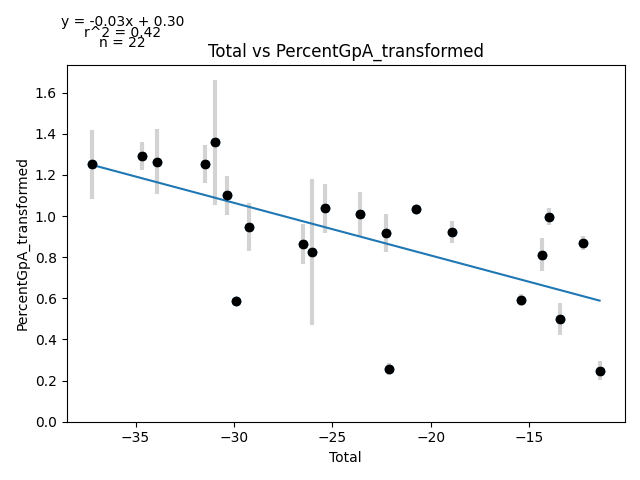 y = -0.03x + 0.30
r^2 = 0.42
n = 22
Total vs PercentGpA_transformed
PercentGpA_transformed
1.6
1.4
1.2
1.0
0.8
0.6
0.4
0.2
0.0
−35
−30
−25
−20
−15
Total